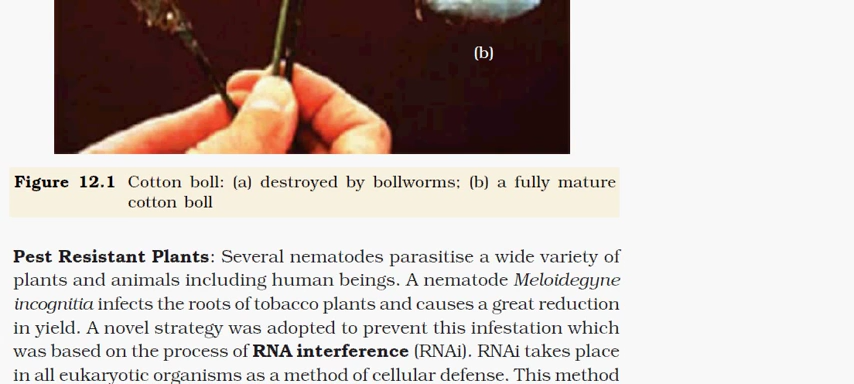 (b)
Figure 12.1 Cotton boll: (a) destroyed by bollworms; (b) a fully mature
cotton boll
Pest Resistant Plants: Several nematodes parasitise a wide variety of
plants and animals including human beings. A nematode Meloidegyne
incognitia infects the roots of tobacco plants and causes a great reduction
in yield. A novel strategy was adopted to prevent this infestation which
was based on the process of RNA interference (RNAi). RNAi takes place
in all eukaryotic organisms as a method of cellular defense. This method